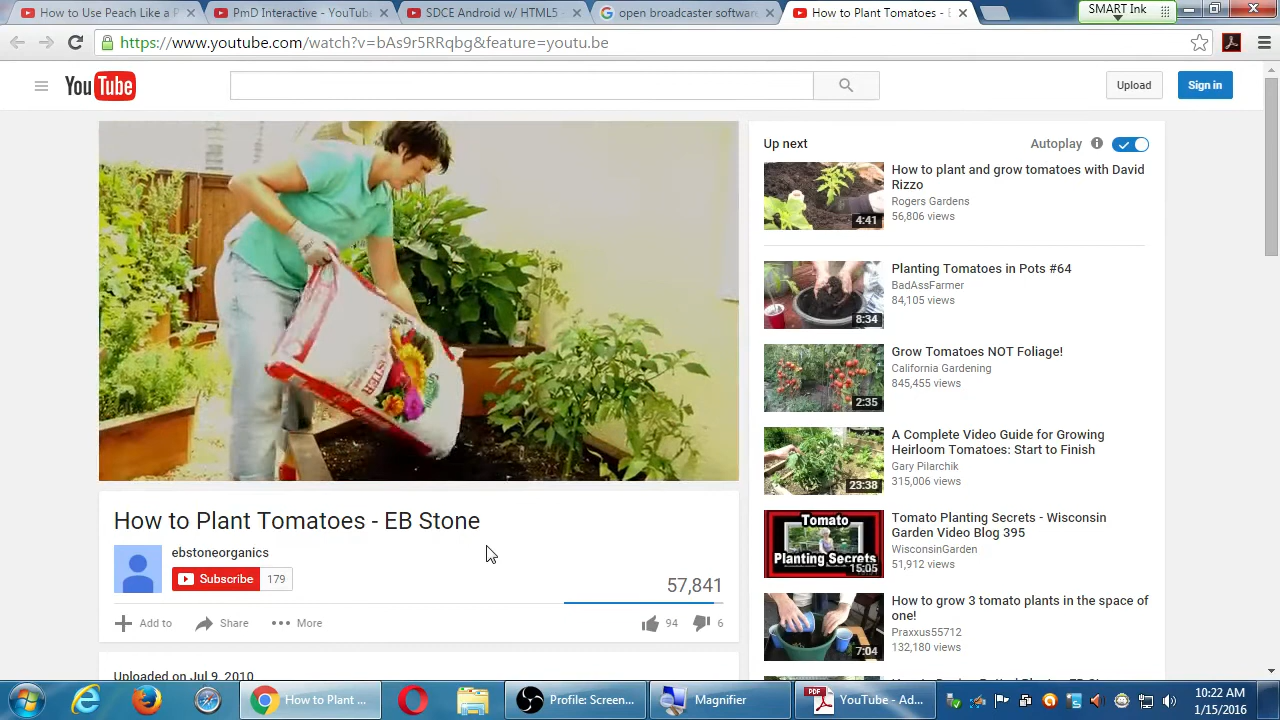 How to Use Peach Like a P
PmD Interactive - YouTube
SDCE Android w/ HTML5
open broadcaster software
How to Plant Tomatoes - E
SMART Ink
https://www.youtube.com/watch?v=bAs9r5RRqbg&feature=youtu.be
YouTube
Upload
Sign in
Up next
Autoplay
How to plant and grow tomatoes with David
Rizzo
Rogers Gardens
56,806 views
4:41
Planting Tomatoes in Pots #64
BadAssFarmer
84,105 views
8:34
Grow Tomatoes NOT Foliage!
California Gardening
845,455 views
2:35
A Complete Video Guide for Growing
Heirloom Tomatoes: Start to Finish
Gary Pilarchik
315,006 views
23:38
Tomato
Planting Secrets
15:05
Tomato Planting Secrets - Wisconsin
Garden Video Blog 395
WisconsinGarden
51,912 views
How to grow 3 tomato plants in the space of
one!
Praxxus55712
132,180 views
7:04
How to Plant Tomatoes - EB Stone
ebstoneorganics
Subscribe
179
57,841
Add to
Share
More
94
6
Uploaded on Jul 9, 2010
How to Plant ...
Profile: Screen...
Magnifier
PDF
YouTube - Ad...
10:22 AM
1/15/2016